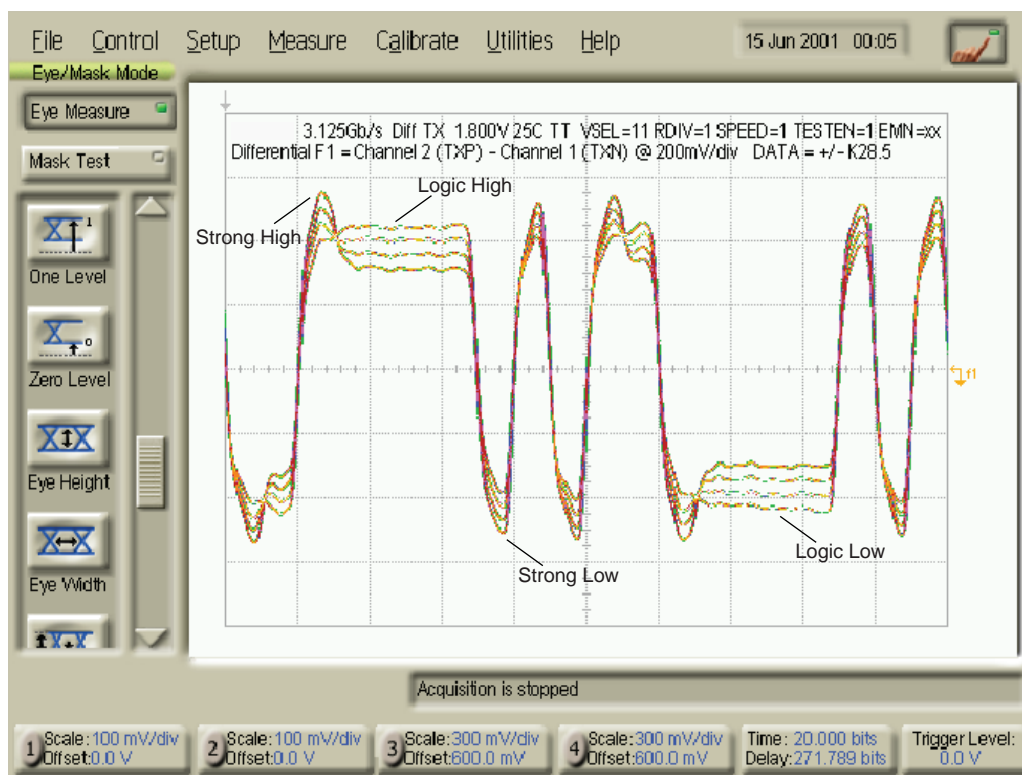 File Control Setup Measure Calibrate Utilities Help 15 Jun 2001 00:05
Eye/Mask Mode
Eye Measure
Mask Test
1
One Level
0
Zero Level
Eye Height
Eye Width
3.125Gb/s Diff TX 1.800V 25C TT VSEL=11 RDIV=1 SPEED=1 TESTEN=1 EMN=xx
Differential F1 = Channel 2 (TXP) - Channel 1 (TXN) @ 200mV/div DATA = +/- K28.5
Logic High
Strong High
f1
Logic Low
Strong Low
Acquisition is stopped
1 Scale: 100 mV/div
Offset: 0.0 V
2 Scale: 100 mV/div
Offset: 0.0 V
3 Scale: 300 mV/div
Offset: 600.0 mV
4 Scale: 300 mV/div
Offset: 600.0 mV
Time: 20.000 bits
Delay: 271.789 bits
Trigger Level:
0.0 V